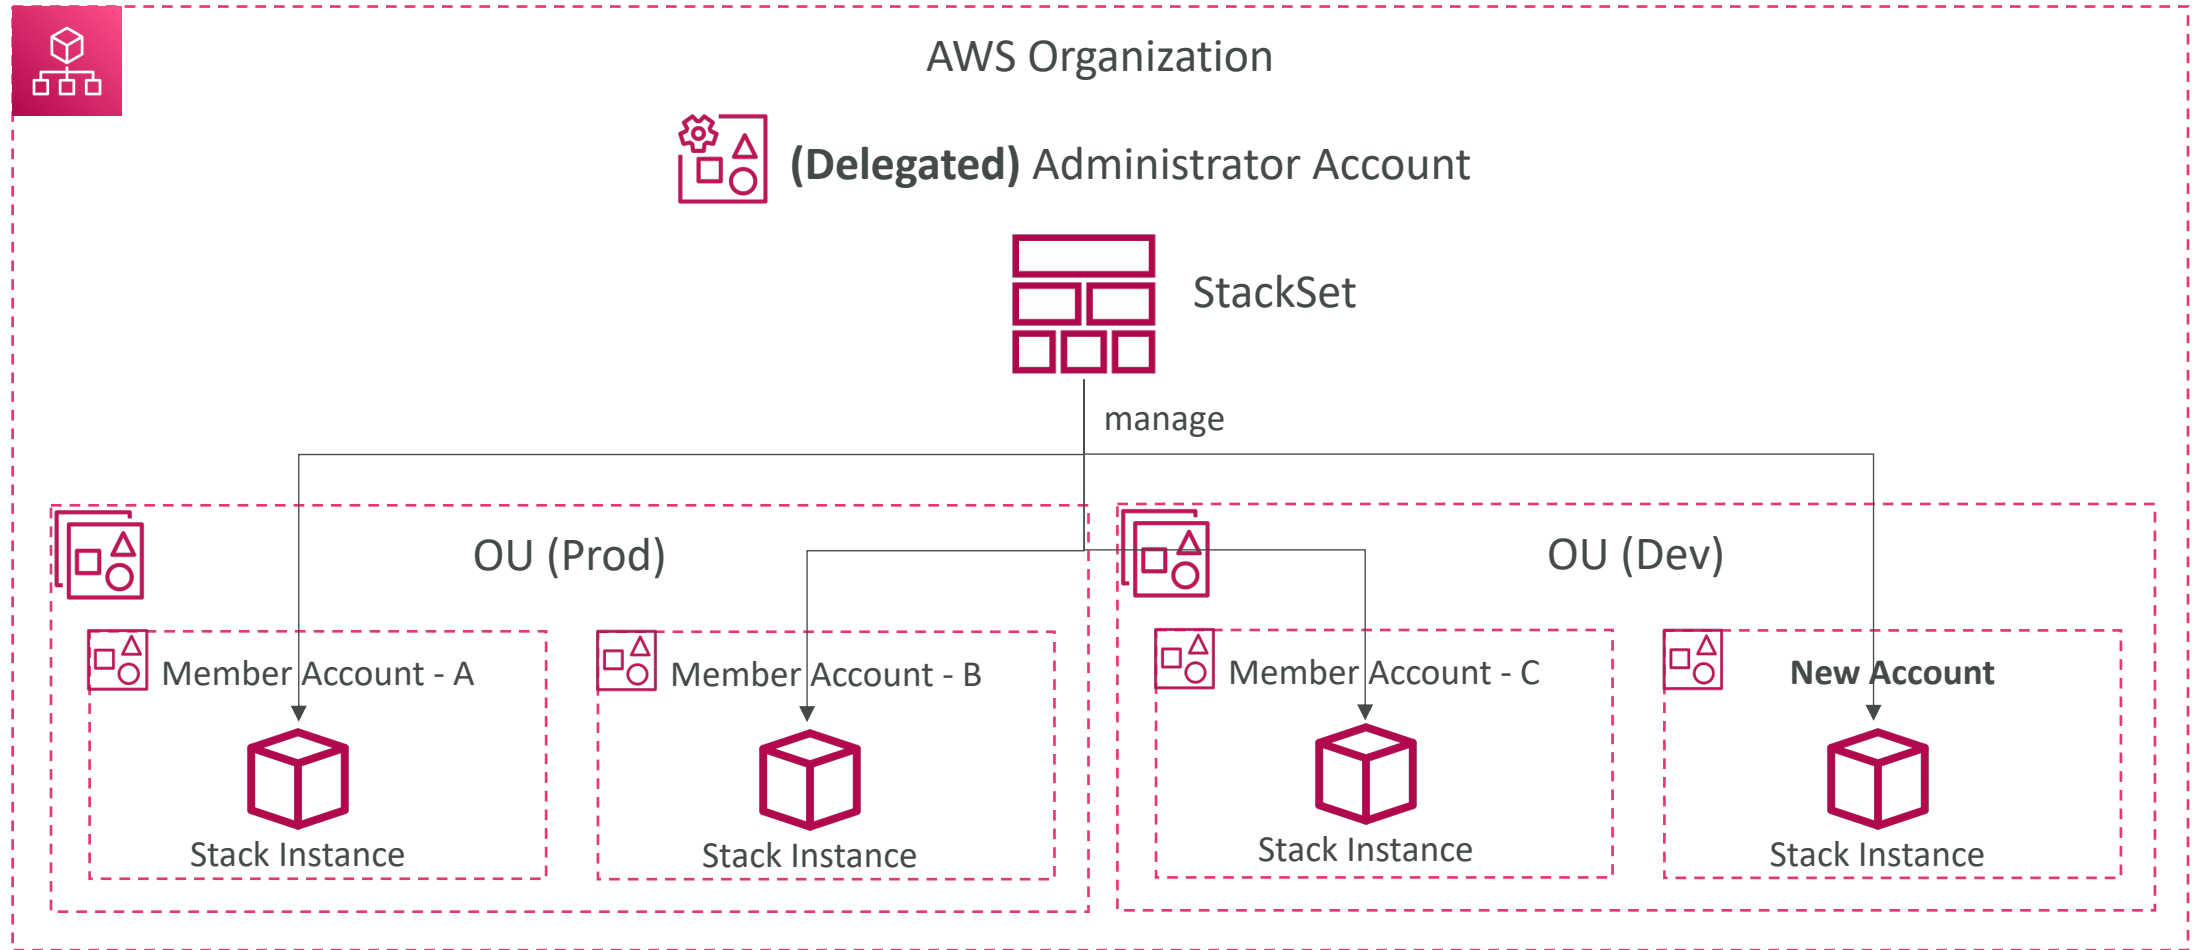 AWS Organization
(Delegated) Administrator Account
StackSet
manage
OU (Prod)
OU (Dev)
Member Account - A
Member Account - B
Member Account - C
New Account
Stack Instance
Stack Instance
Stack Instance
Stack Instance